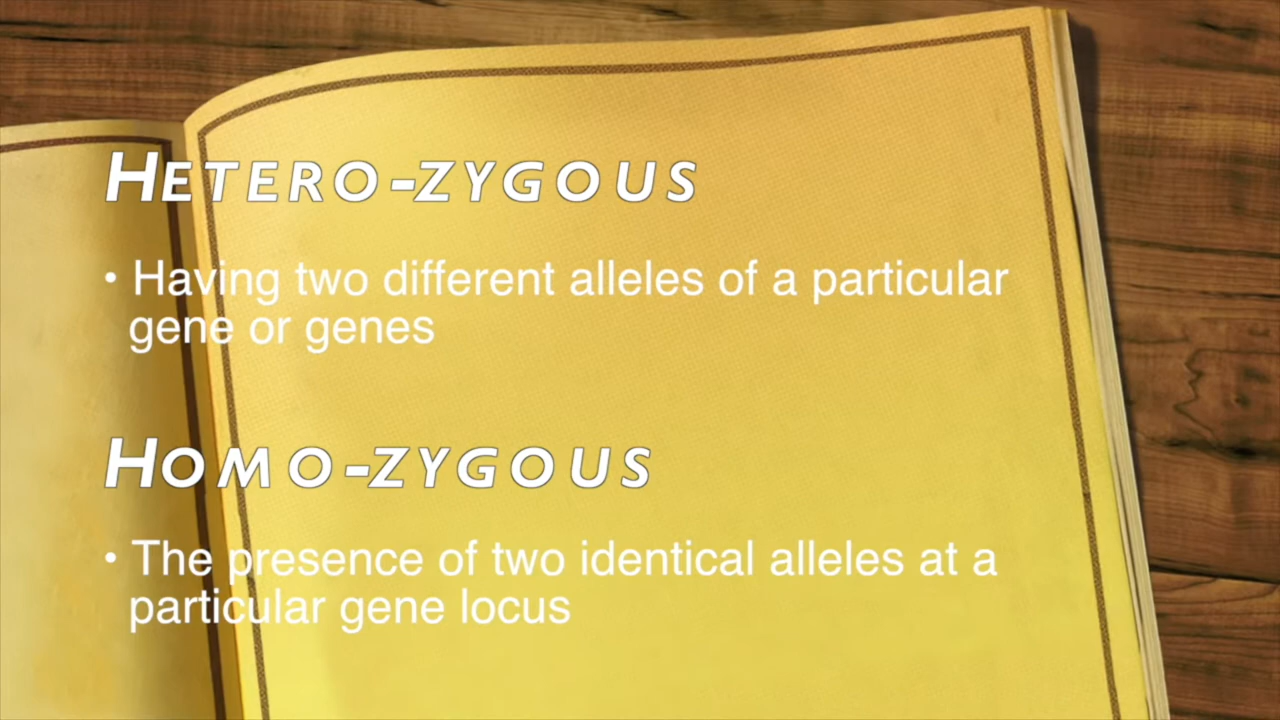 HETERO-ZYGOUS
• Having two different alleles of a particular
gene or genes
HOMO-ZYGOUS
• The presence of two identical alleles at a
particular gene locus